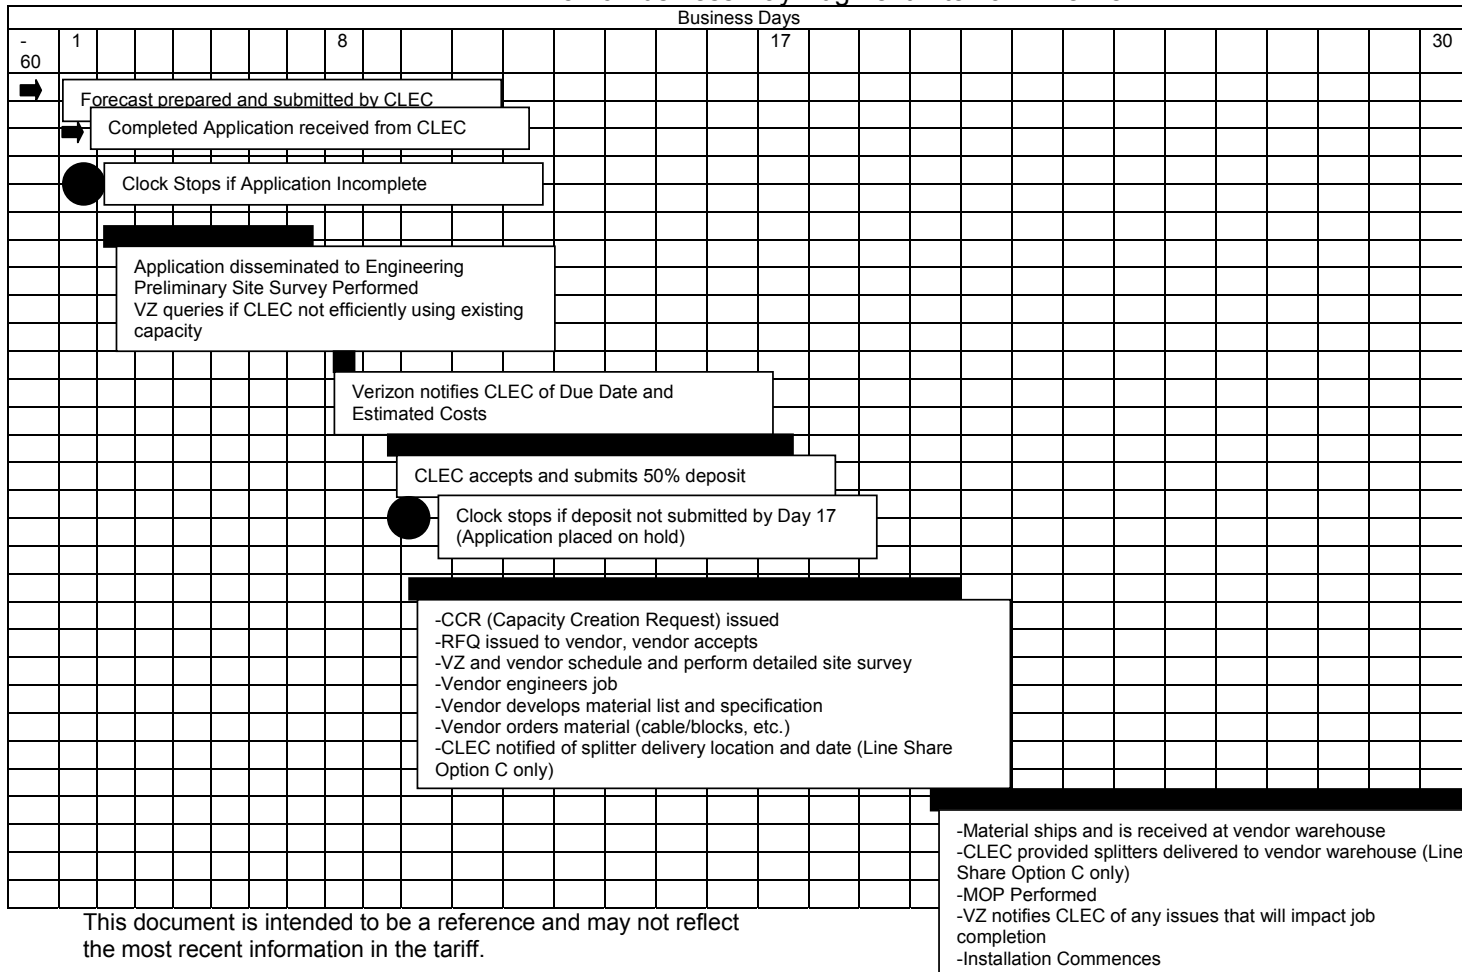 Business Days
- 60 1 8 17 30
Forecast prepared and submitted by CLEC
Completed Application received from CLEC
Clock Stops if Application Incomplete
Application disseminated to Engineering
Preliminary Site Survey Performed
VZ queries if CLEC not efficiently using existing
capacity
Verizon notifies CLEC of Due Date and
Estimated Costs
CLEC accepts and submits 50% deposit
Clock stops if deposit not submitted by Day 17
(Application placed on hold)
-CCR (Capacity Creation Request) issued
-RFQ issued to vendor, vendor accepts
-VZ and vendor schedule and perform detailed site survey
-Vendor engineers job
-Vendor develops material list and specification
-Vendor orders material (cable/blocks, etc.)
-CLEC notified of splitter delivery location and date (Line Share
Option C only)
-Material ships and is received at vendor warehouse
-CLEC provided splitters delivered to vendor warehouse (Line
Share Option C only)
-MOP Performed
-VZ notifies CLEC of any issues that will impact job
completion
-Installation Commences
This document is intended to be a reference and may not reflect
the most recent information in the tariff.